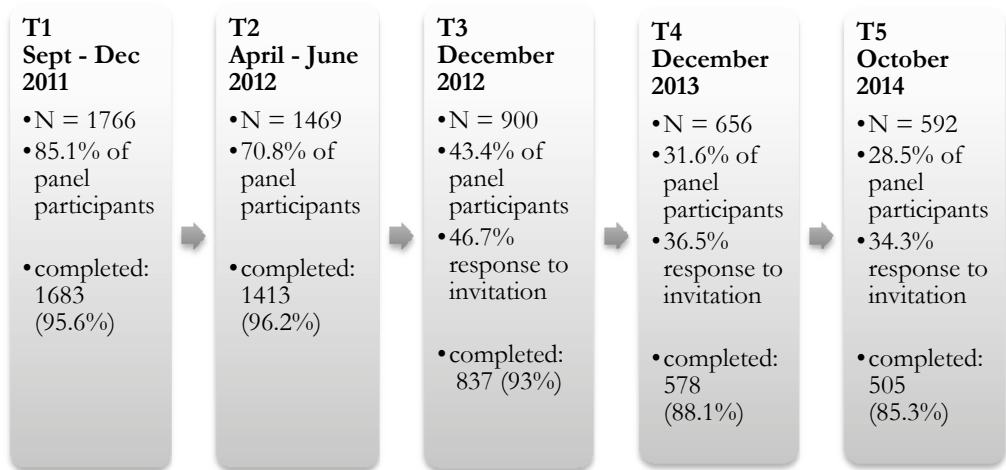 T1
Sept - Dec
2011
•N = 1766
•85.1% of
panel
participants
•completed:
1683
(95.6%)
T2
April - June
2012
•N = 1469
•70.8% of
panel
participants
•completed:
1413
(96.2%)
T3
December
2012
•N = 900
•43.4% of
panel
participants
•46.7%
response to
invitation
•completed:
837 (93%)
T4
December
2013
•N = 656
•31.6% of
panel
participants
•36.5%
response to
invitation
•completed:
578
(88.1%)
T5
October
2014
•N = 592
•28.5% of
panel
participants
•34.3%
response to
invitation
•completed:
505
(85.3%)